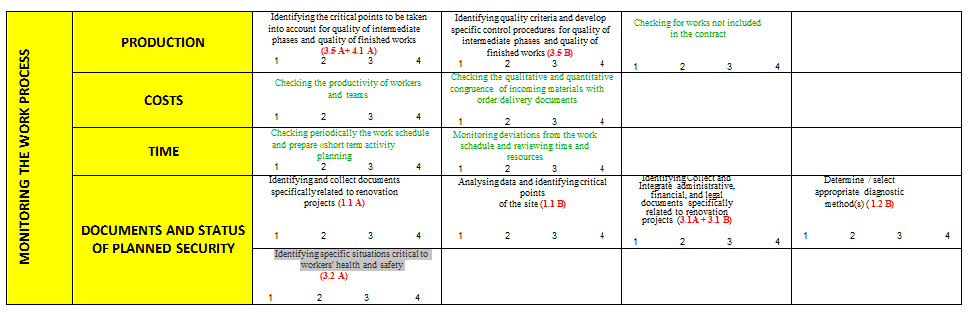 MONITORING THE WORK PROCESS
PRODUCTION
Identifying the critical points to be taken
into account for quality of intermediate
phases and quality of finished works
(3.5 A+ 4.1 A)
1 2 3 4
Identifying quality criteria and develop
specific control procedures for quality of
intermediate phases and quality of
finished works (3.5 B)
1 2 3 4
Checking for works not included
in the contract
1 2 3 4
COSTS
Checking the productivity of workers
and teams
1 2 3 4
Checking the qualitative and quantitative
congruence of incoming materials with
order/delivery documents
1 2 3 4
TIME
Checking periodically the work schedule
and prepare «short term activity
planning
1 2 3 4
Monitoring deviations from the work
schedule and reviewing time and
resources
1 2 3 4
DOCUMENTS AND STATUS
OF PLANNED SECURITY
Identifying and collect documents
specifically related to renovation
projects (1.1 A)
1 2 3 4
Analysing data and identifying critical
points
of the site (1.1 B)
1 2 3 4
Identifying Collect and
Integrate administrative,
financial, and legal
documents specifically
related to renovation
projects (3.1A + 3.1 B)
1 2 3 4
Determine / select
appropriate diagnostic
method(s) ( 1.2 B)
1 2 3 4
Identifying specific situations critical to
workers' health and safety
(3.2 A)
1 2 3 4